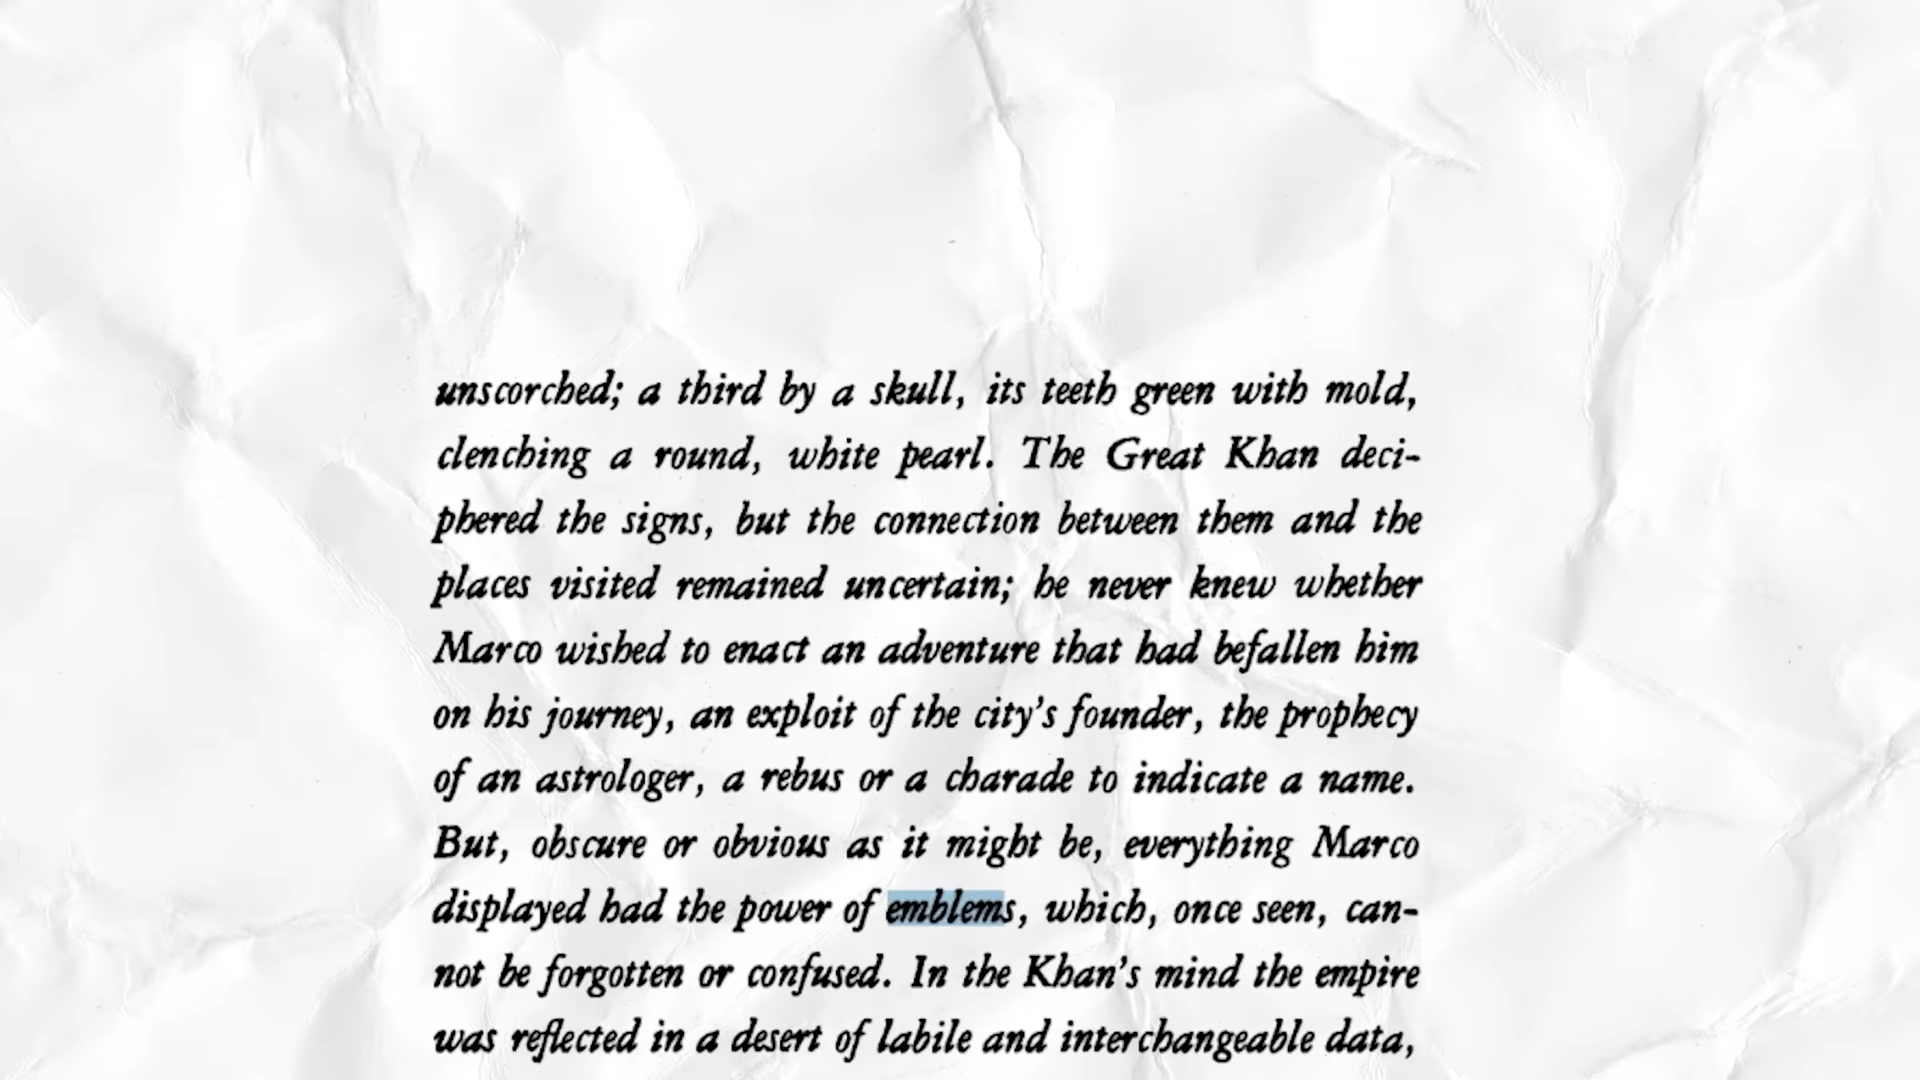 unscorched; a third by a skull, its teeth green with mold,
clenching a round, white pearl. The Great Khan deci-
phered the signs, but the connection between them and the
places visited remained uncertain; he never knew whether
Marco wished to enact an adventure that had befallen him
on his journey, an exploit of the city's founder, the prophecy
of an astrologer, a rebus or a charade to indicate a name.
But, obscure or obvious as it might be, everything Marco
displayed had the power of emblems, which, once seen, can-
not be forgotten or confused. In the Khan's mind the empire
was reflected in a desert of labile and interchangeable data,